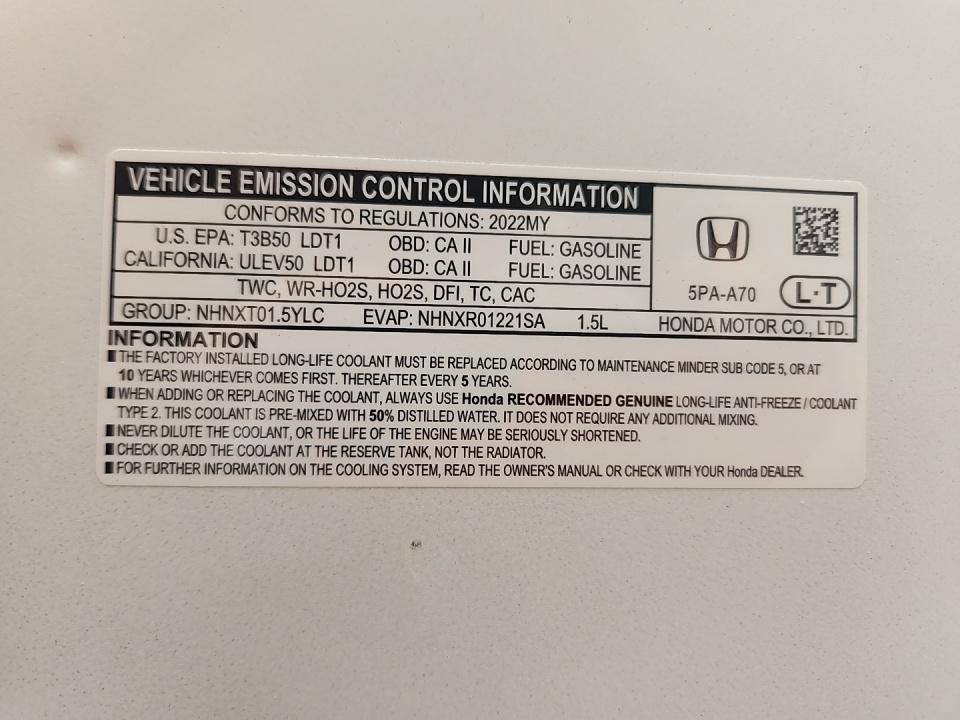 VEHICLE EMISSION CONTROL INFORMATION
CONFORMS TO REGULATIONS: 2022MY
U.S. EPA: T3B50 LDT1 OBD: CA II FUEL: GASOLINE
CALIFORNIA: ULEV50 LDT1 OBD: CA II FUEL: GASOLINE
TWC, WR-HO2S, HO2S, DFI, TC, CAC
GROUP: NHNXT01.5YLC EVAP: NHNXR01221SA 1.5L
5PA-A70 L·T
HONDA MOTOR CO., LTD.
INFORMATION
THE FACTORY INSTALLED LONG-LIFE COOLANT MUST BE REPLACED ACCORDING TO MAINTENANCE MINDER SUB CODE 5, OR AT
10 YEARS WHICHEVER COMES FIRST. THEREAFTER EVERY 5 YEARS.
WHEN ADDING OR REPLACING THE COOLANT, ALWAYS USE Honda RECOMMENDED GENUINE LONG-LIFE ANTI-FREEZE / COOLANT
TYPE 2. THIS COOLANT IS PRE-MIXED WITH 50% DISTILLED WATER. IT DOES NOT REQUIRE ANY ADDITIONAL MIXING.
NEVER DILUTE THE COOLANT, OR THE LIFE OF THE ENGINE MAY BE SERIOUSLY SHORTENED.
CHECK OR ADD THE COOLANT AT THE RESERVE TANK, NOT THE RADIATOR.
FOR FURTHER INFORMATION ON THE COOLING SYSTEM, READ THE OWNER'S MANUAL OR CHECK WITH YOUR Honda DEALER.